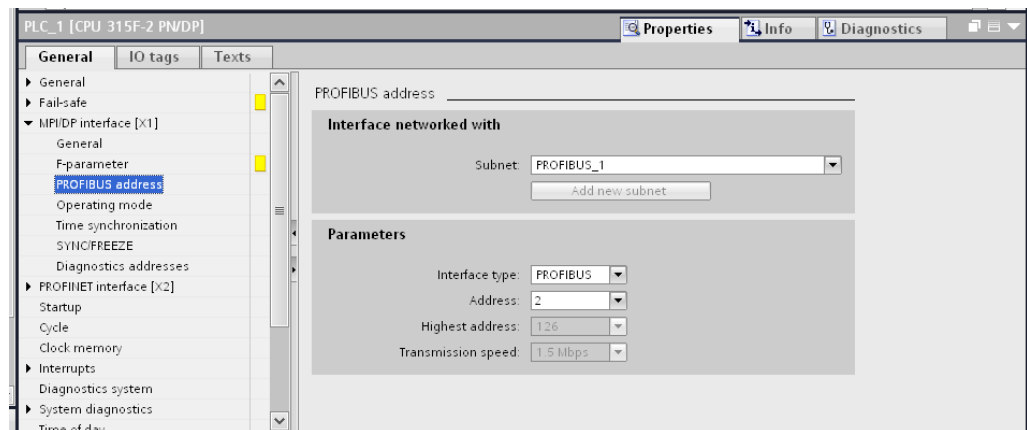 PLC_1 [CPU 315F-2 PN/DP]
Properties
Info
Diagnostics
General
IO tags
Texts
General
Fail-safe
MPI/DP interface [X1]
General
F-parameter
PROFIBUS address
Operating mode
Time synchronization
SYNC/FREEZE
Diagnostics addresses
PROFINET interface [X2]
Startup
Cycle
Clock memory
Interrupts
Diagnostics system
System diagnostics
Time of day
PROFIBUS address
Interface networked with
Subnet: PROFIBUS_1
Add new subnet
Parameters
Interface type: PROFIBUS
Address: 2
Highest address: 126
Transmission speed: 1.5 Mbps